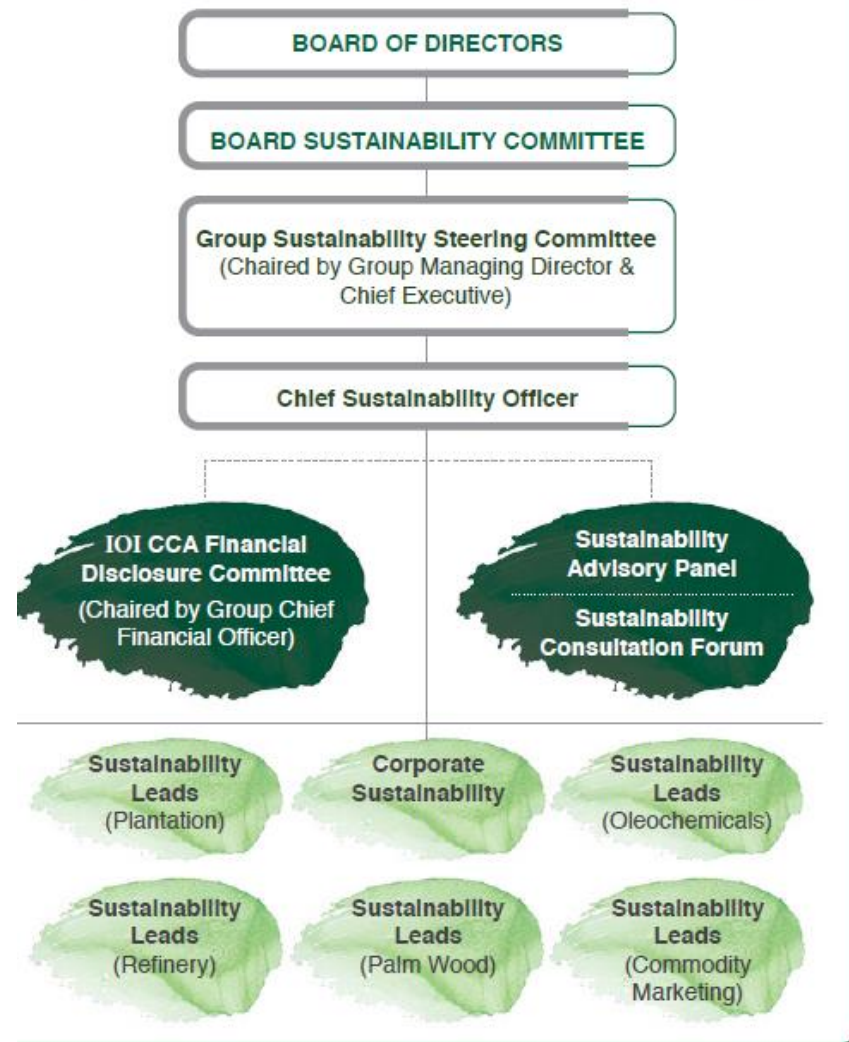 BOARD OF DIRECTORS
BOARD SUSTAINABILITY COMMITTEE
Group Sustainability Steering Committee
(Chaired by Group Managing Director &
Chief Executive)
Chief Sustainability Officer
IOI CCA Financial
Disclosure Committee
(Chaired by Group Chief
Financial Officer)
Sustainability
Advisory Panel
Sustainability
Consultation Forum
Sustainability
Leads
(Plantation)
Corporate
Sustainability
Sustainability
Leads
(Oleochemicals)
Sustainability
Leads
(Refinery)
Sustainability
Leads
(Palm Wood)
Sustainability
Leads
(Commodity
Marketing)